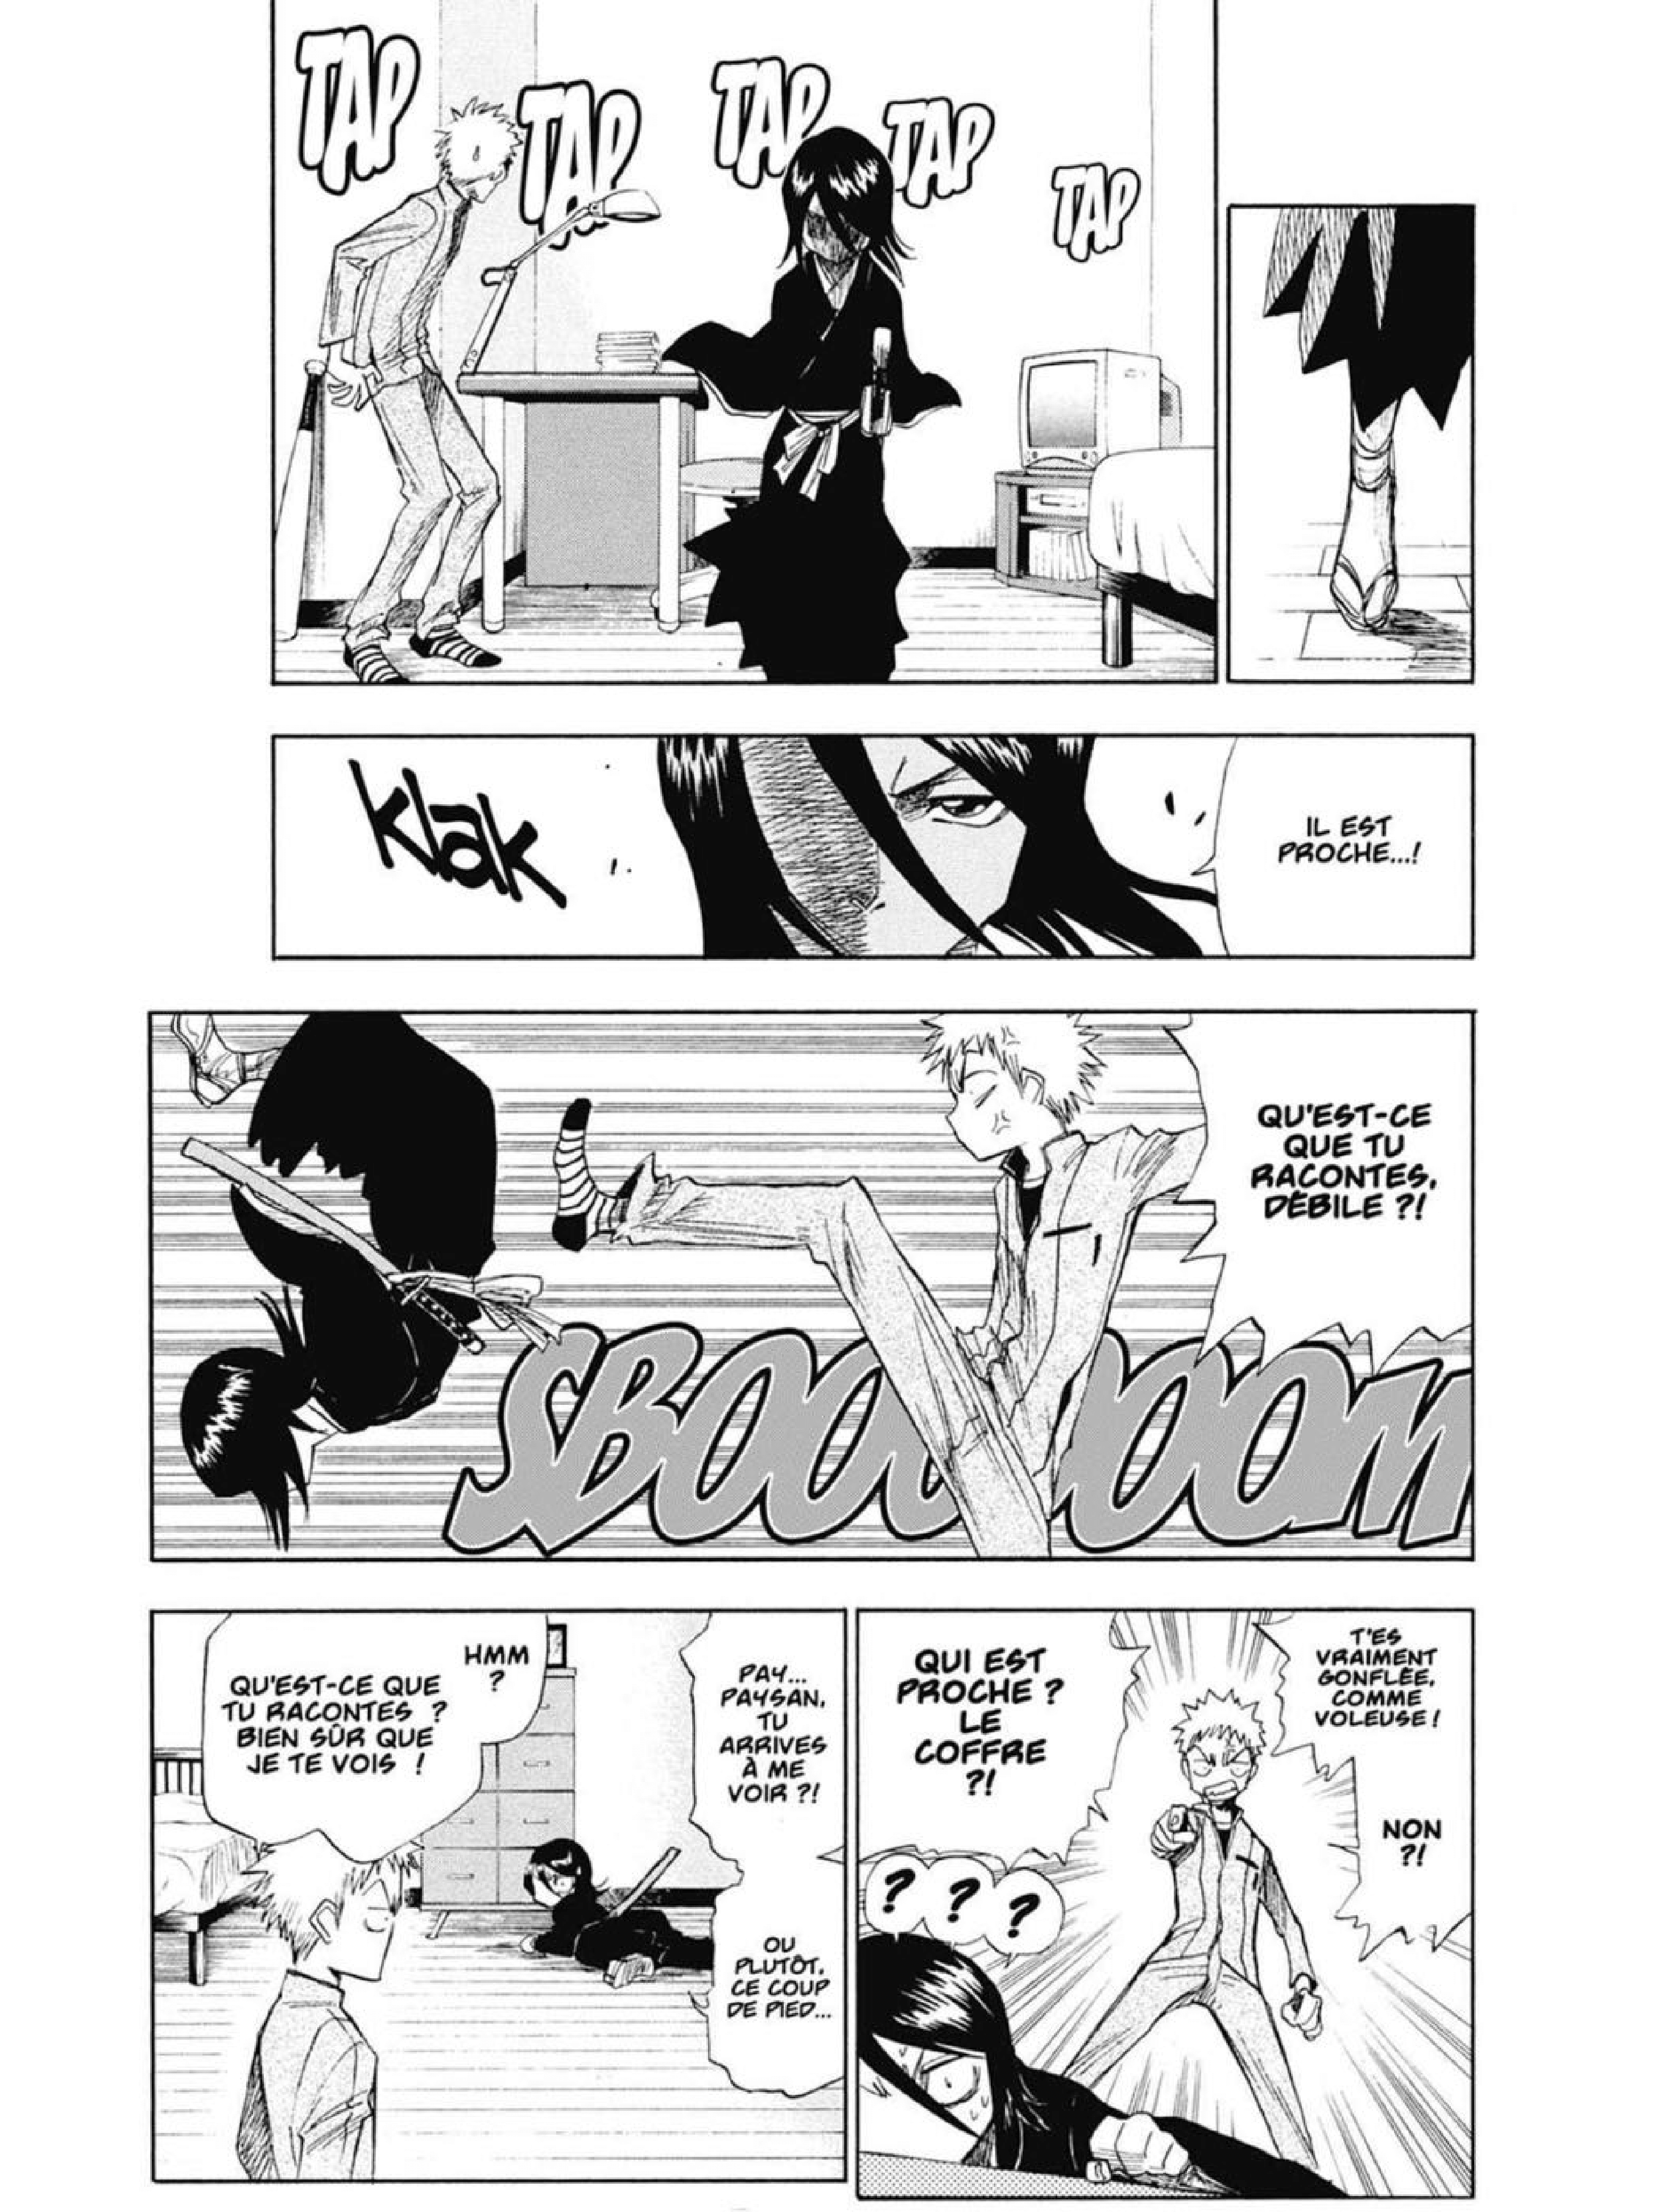 TAP
TAP
TAP
TAP
TAP
IL EST
PROCHE...!
KLAK
QU'EST-CE
QUE TU
RACONTES,
DÉBILE ?!
SBOOOOOOM
T'ES
VRAIMENT
GONFLÉE,
COMME
VOLEUSE !
NON
?!
QUI EST
PROCHE ?
LE
COFFRE
?!
? ? ?
PAY...
PAYSAN,
TU
ARRIVES
À ME
VOIR ?!
OU
PLUTÔT,
CE COUP
DE PIED...
HMM
?
QU'EST-CE QUE
TU RACONTES ?
BIEN SÛR QUE
JE TE VOIS !